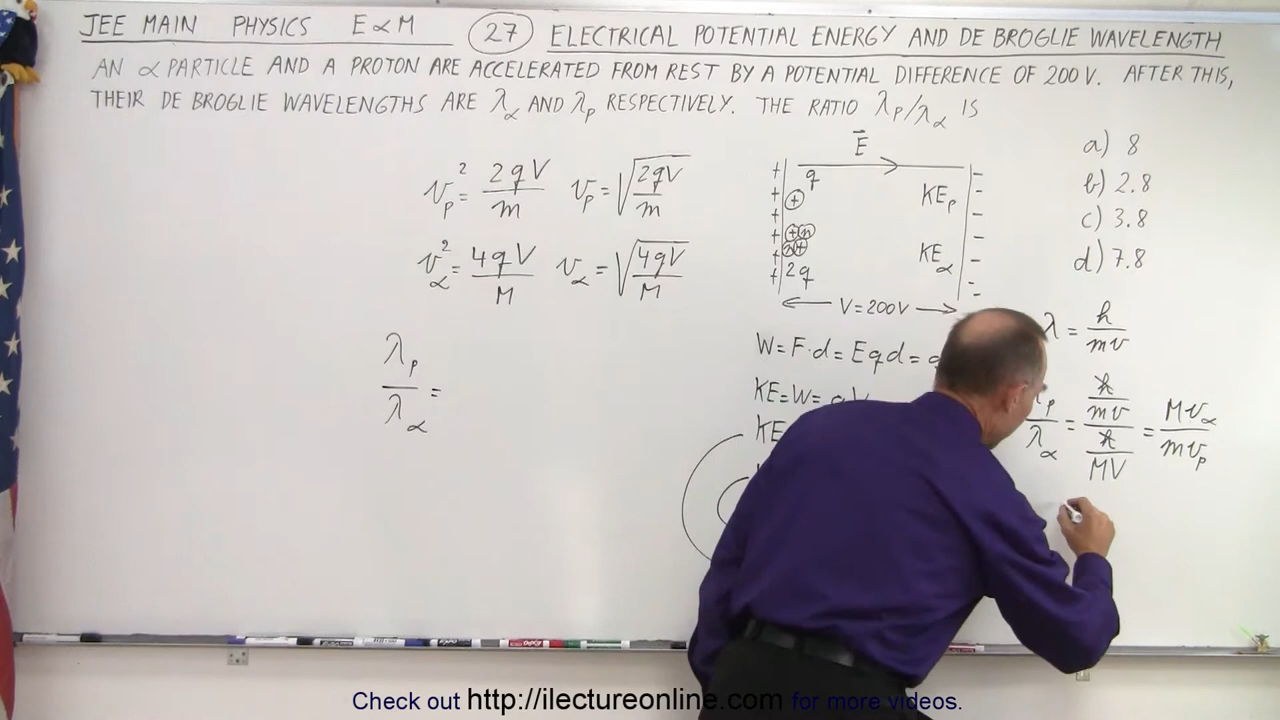 JEE MAIN PHYSICS E∝M 27 ELECTRICAL POTENTIAL ENERGY AND DE BROGLIE WAVELENGTH
AN α PARTICLE AND A PROTON ARE ACCELERATED FROM REST BY A POTENTIAL DIFFERENCE OF 200 V. AFTER THIS,
THEIR DE BROGLIE WAVELENGTHS ARE λα AND λp RESPECTIVELY. THE RATIO λp/λα IS
vp² = 2qV/m vp = √(2qV/m)
vα² = 4qV/M vα = √(4qV/M)
λp/λα =
E
q
KEp
KEα
2q
V=200V
W=F·d=Eqd=
KE=W=
KE
a) 8
b) 2.8
c) 3.8
d) 7.8
λ = h/mv
λp/λα = (h/mv)/(h/MV) = Mvα/mvp
Check out http://ilectureonline.com for more videos.